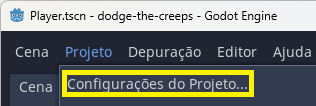 Player.tscn - dodge-the-creeps - Godot Engine
Cena Projeto Depuração Editor Ajuda
Cena Configurações do Projeto...